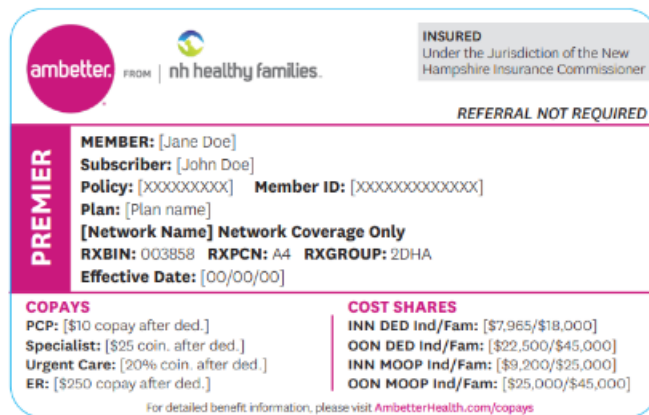 ambetter. FROM | nh healthy families.
INSURED
Under the Jurisdiction of the New
Hampshire Insurance Commissioner
REFERRAL NOT REQUIRED
PREMIER
MEMBER: [Jane Doe]
Subscriber: [John Doe]
Policy: [XXXXXXXXX] Member ID: [XXXXXXXXXXXXX]
Plan: [Plan name]
[Network Name] Network Coverage Only
RXBIN: 003858 RXPCN: A4 RXGROUP: 2DHA
Effective Date: [00/00/00]
COPAYS
PCP: [$10 copay after ded.]
Specialist: [$25 coin. after ded.]
Urgent Care: [20% coin. after ded.]
ER: [$250 copay after ded.]
COST SHARES
INN DED Ind/Fam: [$7,965/$18,000]
OON DED Ind/Fam: [$22,500/$45,000]
INN MOOP Ind/Fam: [$9,200/$25,000]
OON MOOP Ind/Fam: [$25,000/$45,000]
For detailed benefit information, please visit AmbetterHealth.com/copays